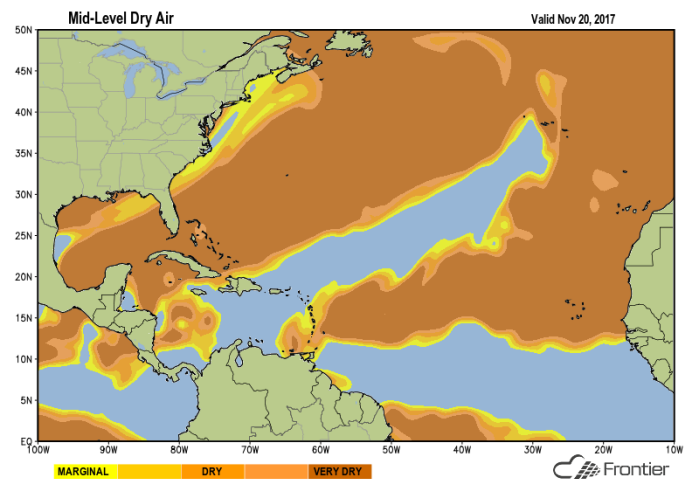 Mid-Level Dry Air
Valid Nov 20, 2017
50N
45N
40N
35N
30N
25N
20N
15N
10N
5N
EQ
100W 90W 80W 70W 60W 50W 40W 30W 20W 10W
MARGINAL DRY VERY DRY
Frontier